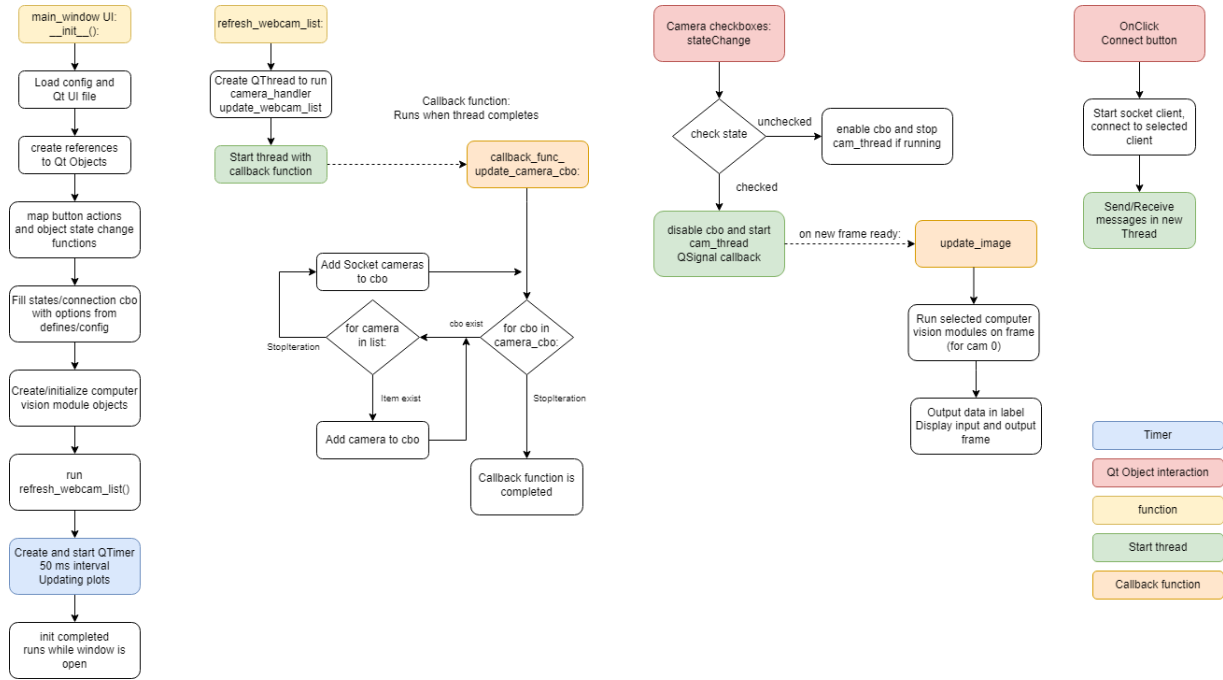 main_window UI:
__init__():
Load config and
Qt UI file
create references
to Qt Objects
map button actions
and object state change
functions
Fill states/connection cbo
with options from
defines/config
Create/initialize computer
vision module objects
run
refresh_webcam_list()
Create and start QTimer
50 ms interval
Updating plots
init completed
runs while window is
open
refresh_webcam_list:
Create QThread to run
camera_handler
update_webcam_list
Start thread with
callback function
Callback function:
Runs when thread completes
callback_func_
update_camera_cbo:
Add Socket cameras
to cbo
for camera
in list:
cbo exist
for cbo in
camera_cbo:
StopIteration
Item exist
StopIteration
Add camera to cbo
Callback function is
completed
Camera checkboxes:
stateChange
check state
unchecked
enable cbo and stop
cam_thread if running
checked
disable cbo and start
cam_thread
QSignal callback
on new frame ready:
update_image
Run selected computer
vision modules on frame
(for cam 0)
Output data in label
Display input and output
frame
OnClick
Connect button
Start socket client,
connect to selected
client
Send/Receive
messages in new
Thread
Timer
Qt Object interaction
function
Start thread
Callback function